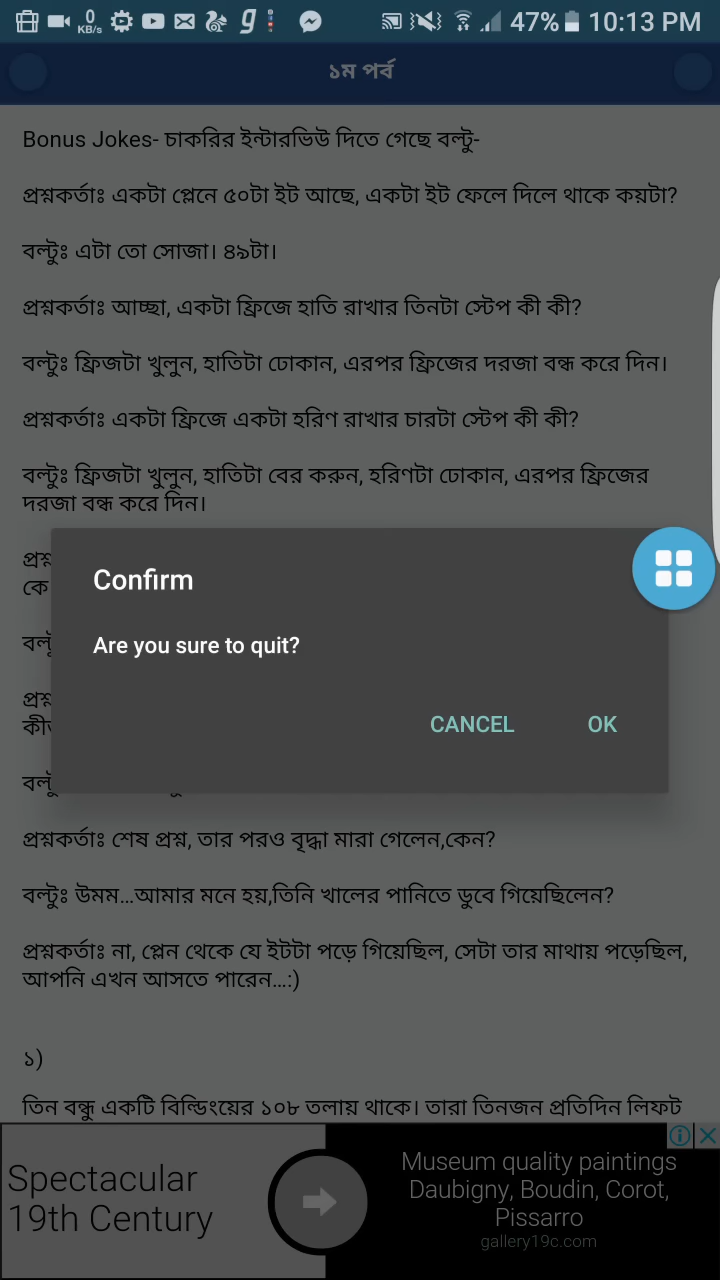 0
KB/s
47%
10:13 PM
১ম পর্ব
Bonus Jokes- চাকরির ইন্টারভিউ দিতে গেছে বল্টু-
প্রশ্নকর্তাঃ একটা প্লেনে ৫০টা ইট আছে, একটা ইট ফেলে দিলে থাকে কয়টা?
বল্টুঃ এটা তো সোজা। ৪৯টা।
প্রশ্নকর্তাঃ আচ্ছা, একটা ফ্রিজে হাতি রাখার তিনটা স্টেপ কী কী?
বল্টুঃ ফ্রিজটা খুলুন, হাতিটা ঢোকান, এরপর ফ্রিজের দরজা বন্ধ করে দিন।
প্রশ্নকর্তাঃ একটা ফ্রিজে একটা হরিণ রাখার চারটা স্টেপ কী কী?
বল্টুঃ ফ্রিজটা খুলুন, হাতিটা বের করুন, হরিণটা ঢোকান, এরপর ফ্রিজের
দরজা বন্ধ করে দিন।
Confirm
Are you sure to quit?
CANCEL
OK
প্রশ্নকর্তাঃ শেষ প্রশ্ন, তার পরও বৃদ্ধা মারা গেলেন,কেন?
বল্টুঃ উমম...আমার মনে হয়,তিনি খালের পানিতে ডুবে গিয়েছিলেন?
প্রশ্নকর্তাঃ না, প্লেন থেকে যে ইটটা পড়ে গিয়েছিল, সেটা তার মাথায় পড়েছিল,
আপনি এখন আসতে পারেন...:)
১)
তিন বন্ধু একটি বিল্ডিংয়ের ১০৮ তলায় থাকে। তারা তিনজন প্রতিদিন লিফট
Spectacular
19th Century
Museum quality paintings
Daubigny, Boudin, Corot,
Pissarro
gallery19c.com